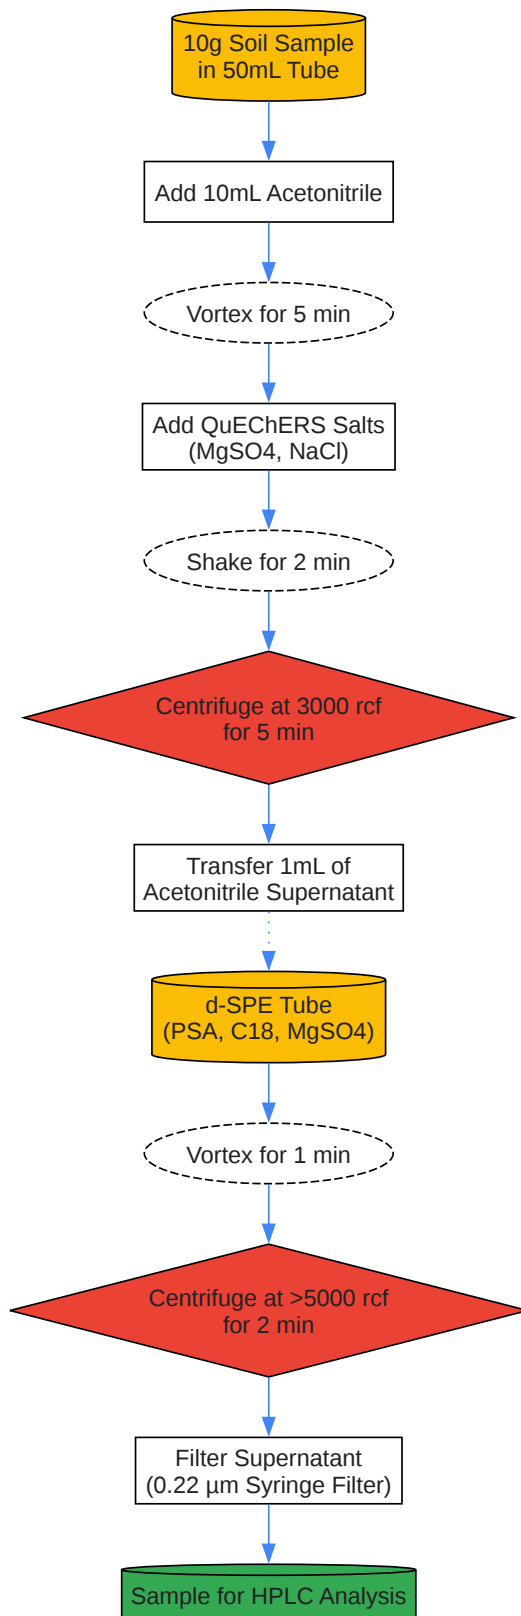 10g Soil Sample
in 50mL Tube
Add 10mL Acetonitrile
Vortex for 5 min
Add QuEChERS Salts
(MgSO4, NaCl)
Shake for 2 min
Centrifuge at 3000 rcf
for 5 min
Transfer 1mL of
Acetonitrile Supernatant
d-SPE Tube
(PSA, C18, MgSO4)
Vortex for 1 min
Centrifuge at >5000 rcf
for 2 min
Filter Supernatant
(0.22 µm Syringe Filter)
Sample for HPLC Analysis